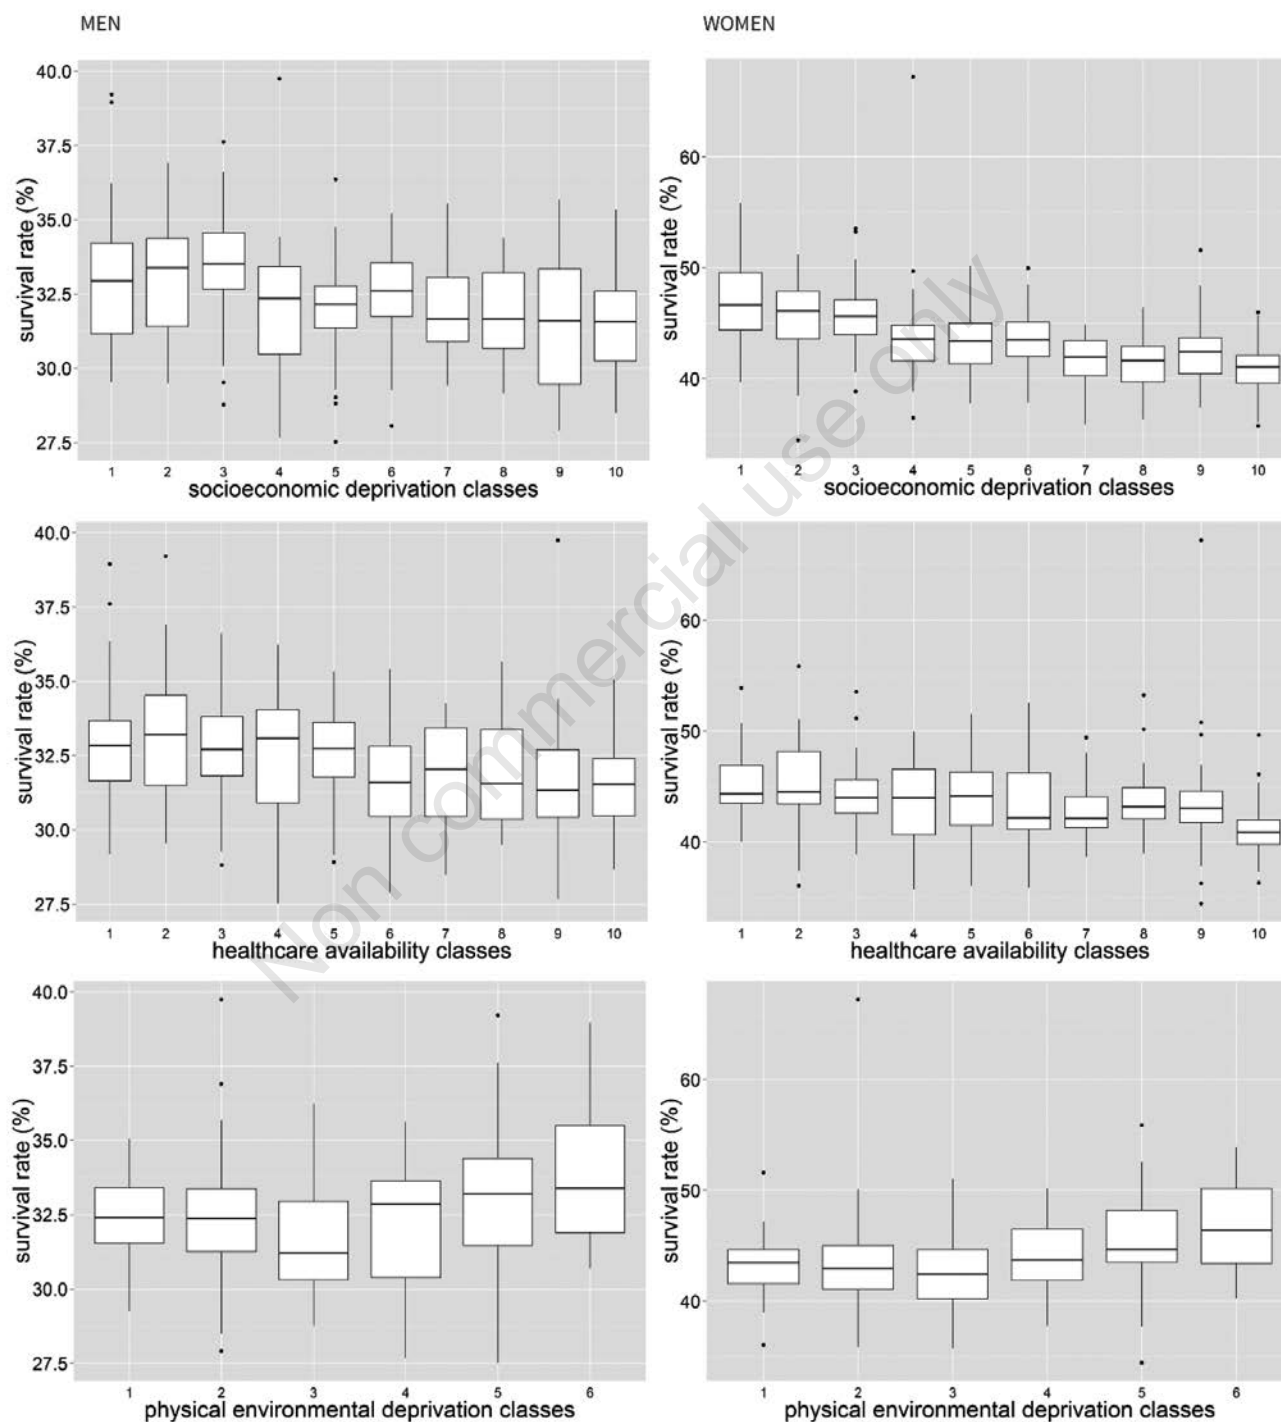 MEN
WOMEN
40.0
37.5
35.0
32.5
30.0
27.5
survival rate (%)
1 2 3 4 5 6 7 8 9 10
socioeconomic deprivation classes
60
50
40
survival rate (%)
1 2 3 4 5 6 7 8 9 10
socioeconomic deprivation classes
40.0
37.5
35.0
32.5
30.0
27.5
survival rate (%)
1 2 3 4 5 6 7 8 9 10
healthcare availability classes
60
50
40
survival rate (%)
1 2 3 4 5 6 7 8 9 10
healthcare availability classes
40.0
37.5
35.0
32.5
30.0
27.5
survival rate (%)
1 2 3 4 5 6
physical environmental deprivation classes
60
50
40
survival rate (%)
1 2 3 4 5 6
physical environmental deprivation classes
Non commercial use only